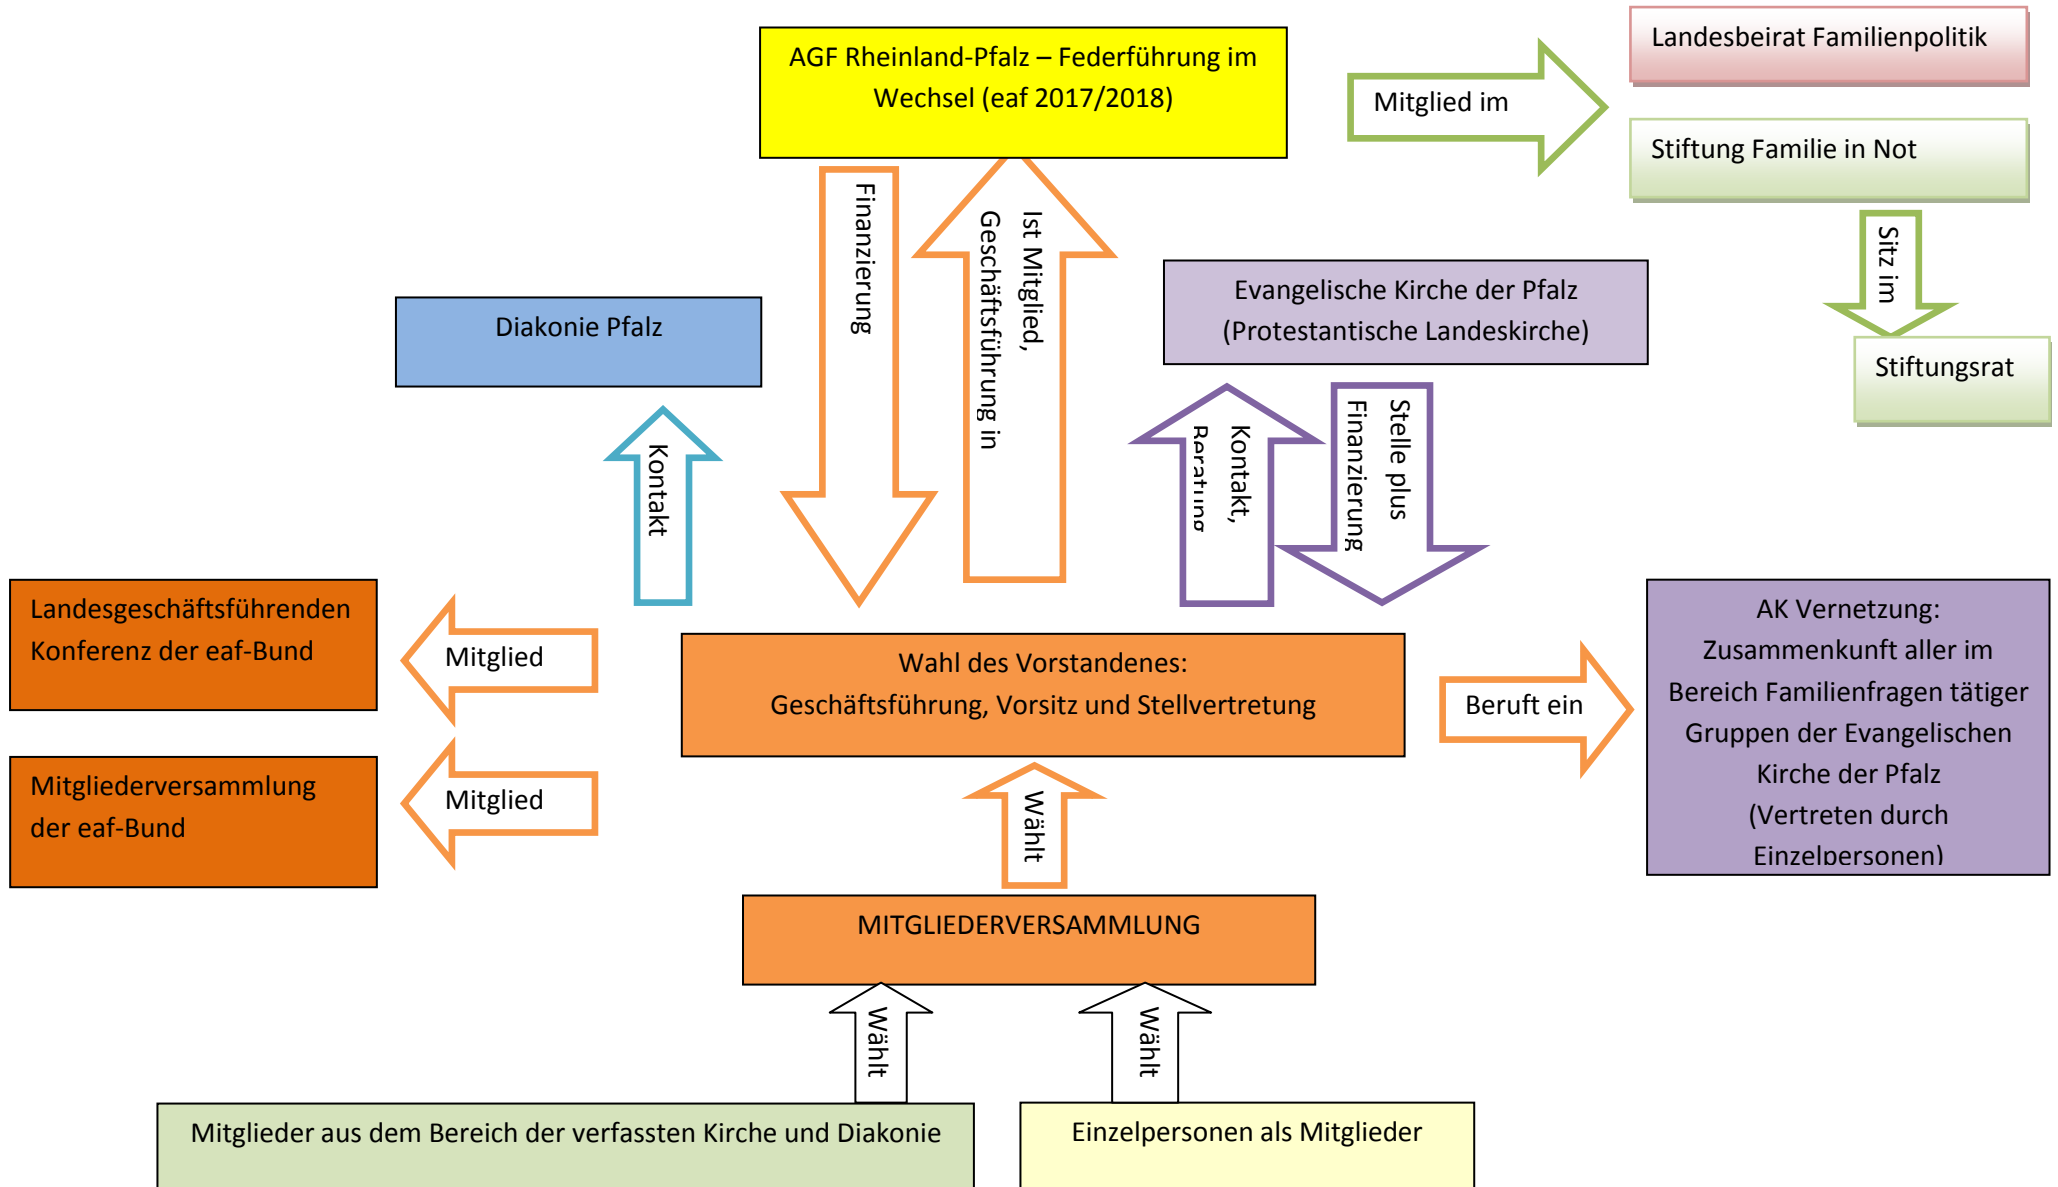 AGF Rheinland-Pfalz – Federführung im
Wechsel (eaf 2017/2018)
Mitglied im
Landesbeirat Familienpolitik
Stiftung Familie in Not
Sitz im
Stiftungsrat
Finanzierung
Ist Mitglied,
Geschäftsführung in
Evangelische Kirche der Pfalz
(Protestantische Landeskirche)
Diakonie Pfalz
Kontakt
Kontakt,
Beratung
Stelle plus
Finanzierung
Landesgeschäftsführenden
Konferenz der eaf-Bund
Mitglied
Mitgliederversammlung
der eaf-Bund
Mitglied
Wahl des Vorstandenes:
Geschäftsführung, Vorsitz und Stellvertretung
Beruft ein
AK Vernetzung:
Zusammenkunft aller im
Bereich Familienfragen tätiger
Gruppen der Evangelischen
Kirche der Pfalz
(Vertreten durch
Einzelpersonen)
Wählt
MITGLIEDERVERSAMMLUNG
Wählt
Wählt
Mitglieder aus dem Bereich der verfassten Kirche und Diakonie
Einzelpersonen als Mitglieder